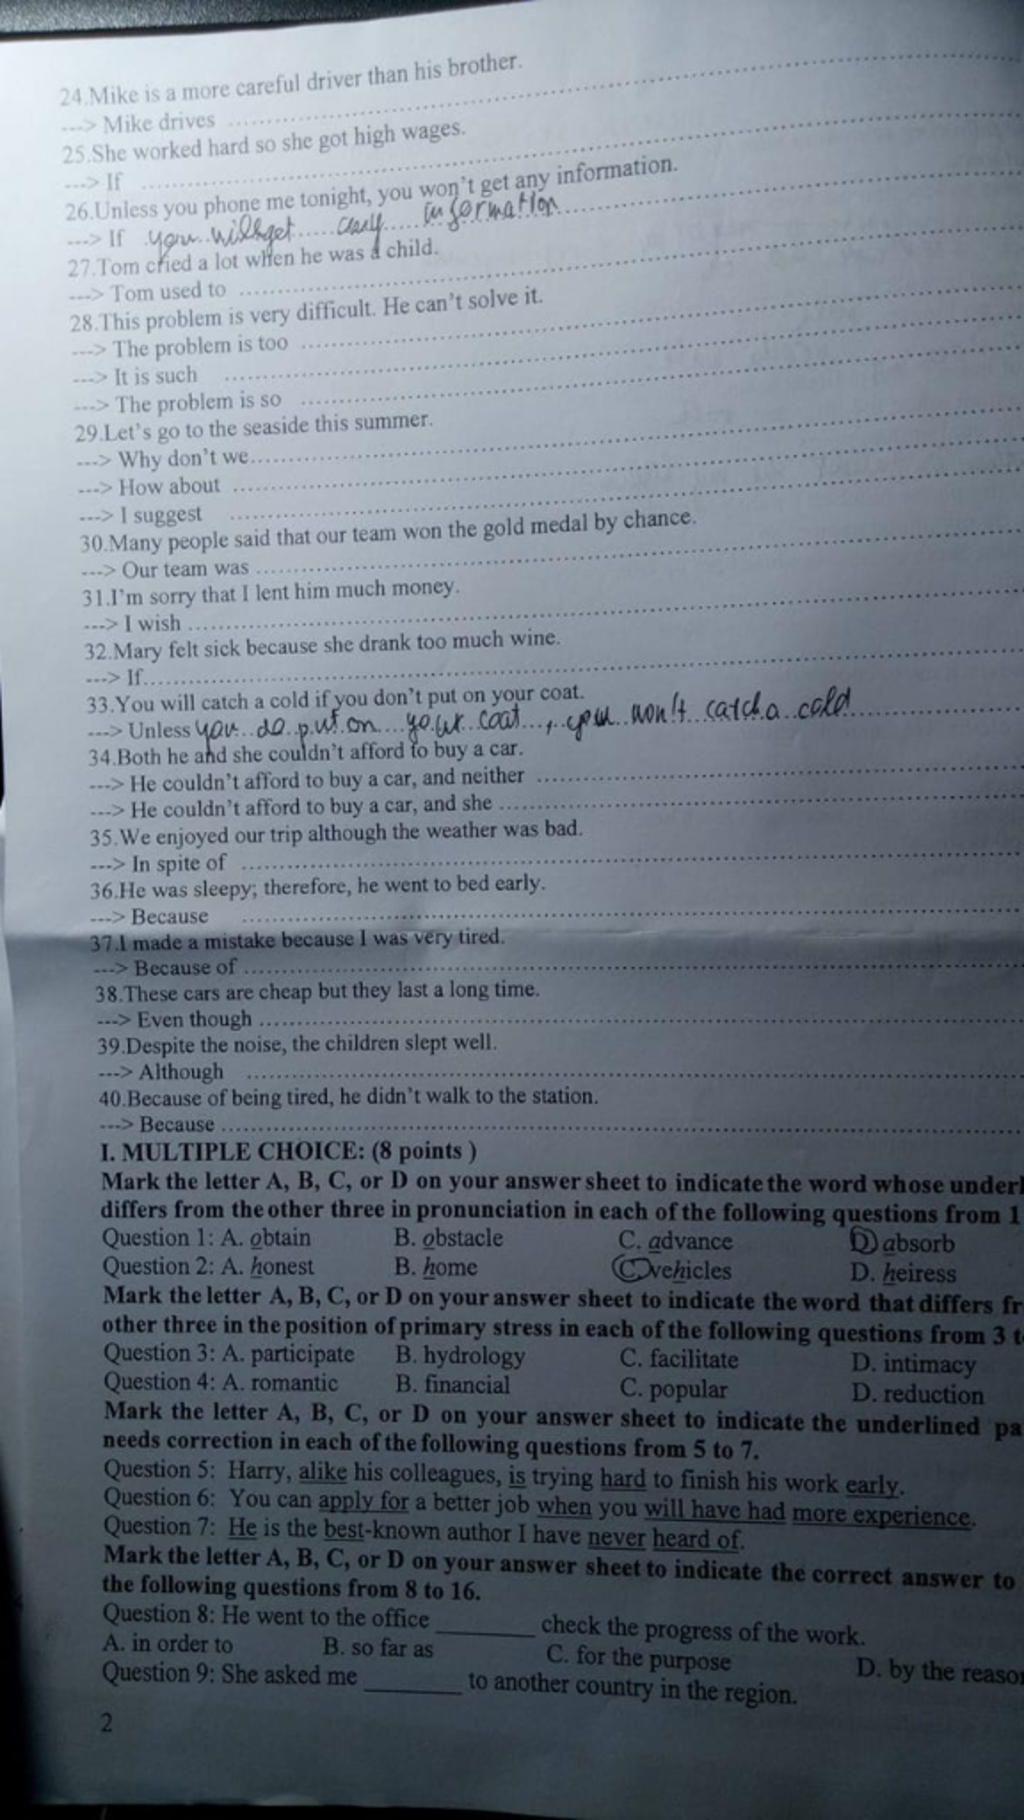 24.Mike is a more careful driver than his brother.
---> Mike drives ..........
25.She worked hard so she got high wages.
---> If ..........
26.Unless you phone me tonight, you won't get any information.
---> If you will get any information
27.Tom cried a lot when he was a child.
---> Tom used to ..........
28.This problem is very difficult. He can't solve it.
---> The problem is too ..........
---> It is such ..........
---> The problem is so ..........
29.Let's go to the seaside this summer.
---> Why don't we..........
---> How about ..........
---> I suggest ..........
30.Many people said that our team won the gold medal by chance.
---> Our team was ..........
31.I'm sorry that I lent him much money.
---> I wish ..........
32.Mary felt sick because she drank too much wine.
---> If..........
33.You will catch a cold if you don't put on your coat.
---> Unless you do put on your coat , you won't catch a cold
34.Both he and she couldn't afford to buy a car.
---> He couldn't afford to buy a car, and neither ..........
---> He couldn't afford to buy a car, and she ..........
35.We enjoyed our trip although the weather was bad.
---> In spite of ..........
36.He was sleepy; therefore, he went to bed early.
---> Because ..........
37.I made a mistake because I was very tired.
---> Because of ..........
38.These cars are cheap but they last a long time.
---> Even though ..........
39.Despite the noise, the children slept well.
---> Although ..........
40.Because of being tired, he didn't walk to the station.
---> Because ..........
I. MULTIPLE CHOICE: (8 points )
Mark the letter A, B, C, or D on your answer sheet to indicate the word whose underl
differs from the other three in pronunciation in each of the following questions from 1
Question 1: A. obtain B. obstacle C. advance D absorb
Question 2: A. honest B. home C vehicles D. heiress
Mark the letter A, B, C, or D on your answer sheet to indicate the word that differs fr
other three in the position of primary stress in each of the following questions from 3 t
Question 3: A. participate B. hydrology C. facilitate D. intimacy
Question 4: A. romantic B. financial C. popular D. reduction
Mark the letter A, B, C, or D on your answer sheet to indicate the underlined pa
needs correction in each of the following questions from 5 to 7.
Question 5: Harry, alike his colleagues, is trying hard to finish his work early.
Question 6: You can apply for a better job when you will have had more experience.
Question 7: He is the best-known author I have never heard of.
Mark the letter A, B, C, or D on your answer sheet to indicate the correct answer to
the following questions from 8 to 16.
Question 8: He went to the office ________ check the progress of the work.
A. in order to B. so far as C. for the purpose D. by the reason
Question 9: She asked me ________ to another country in the region.
2